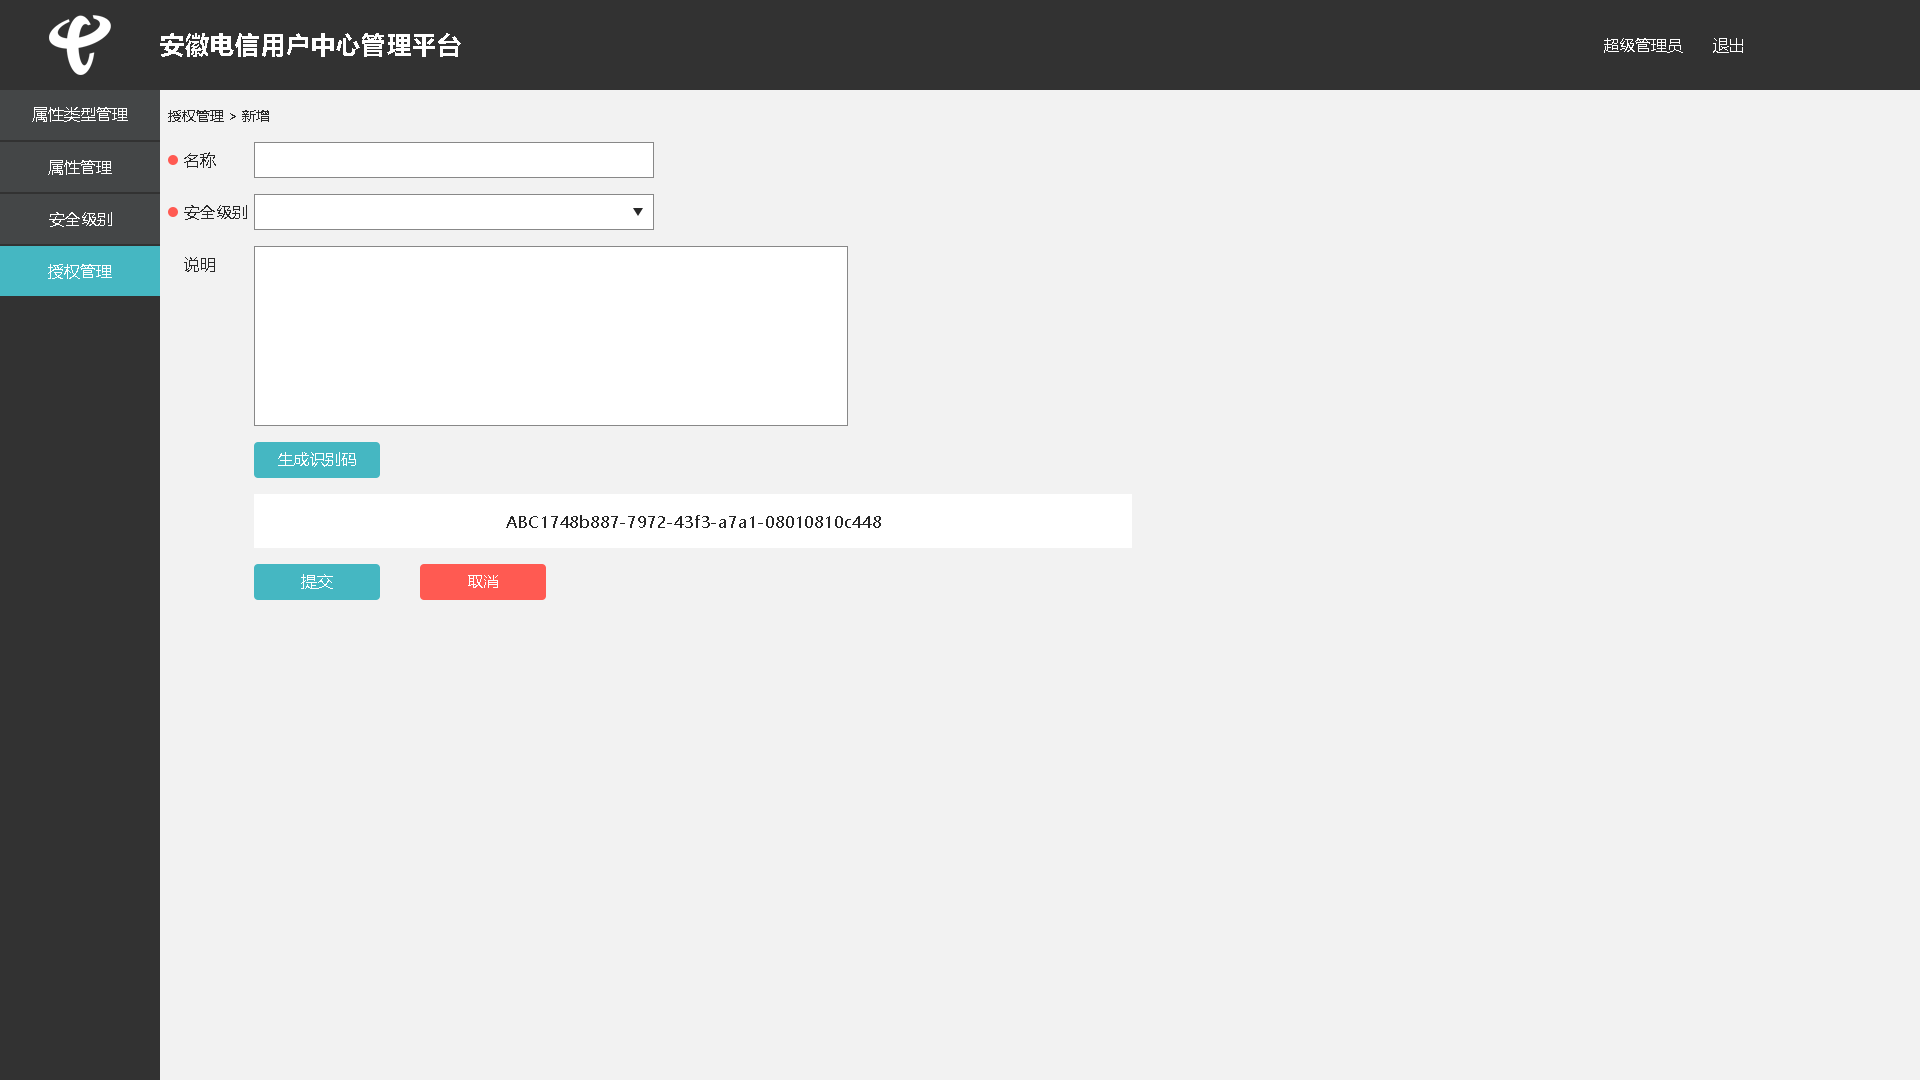 安徽电信用户中心管理平台
超级管理员 退出
属性类型管理
属性管理
安全级别
授权管理
授权管理 > 新增
名称
安全级别
说明
生成识别码
ABC1748b887-7972-43f3-a7a1-08010810c448
提交 取消